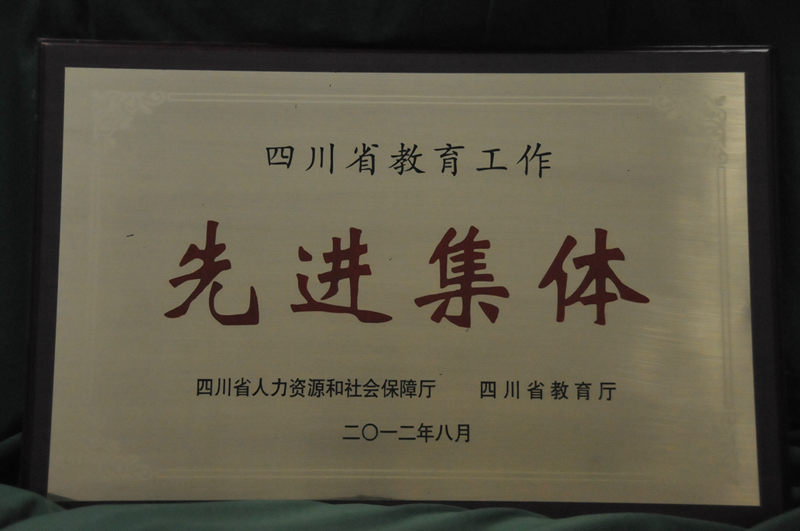 四川省教育工作
先进集体
四川省人力资源和社会保障厅 四川省教育厅
二〇一二年八月